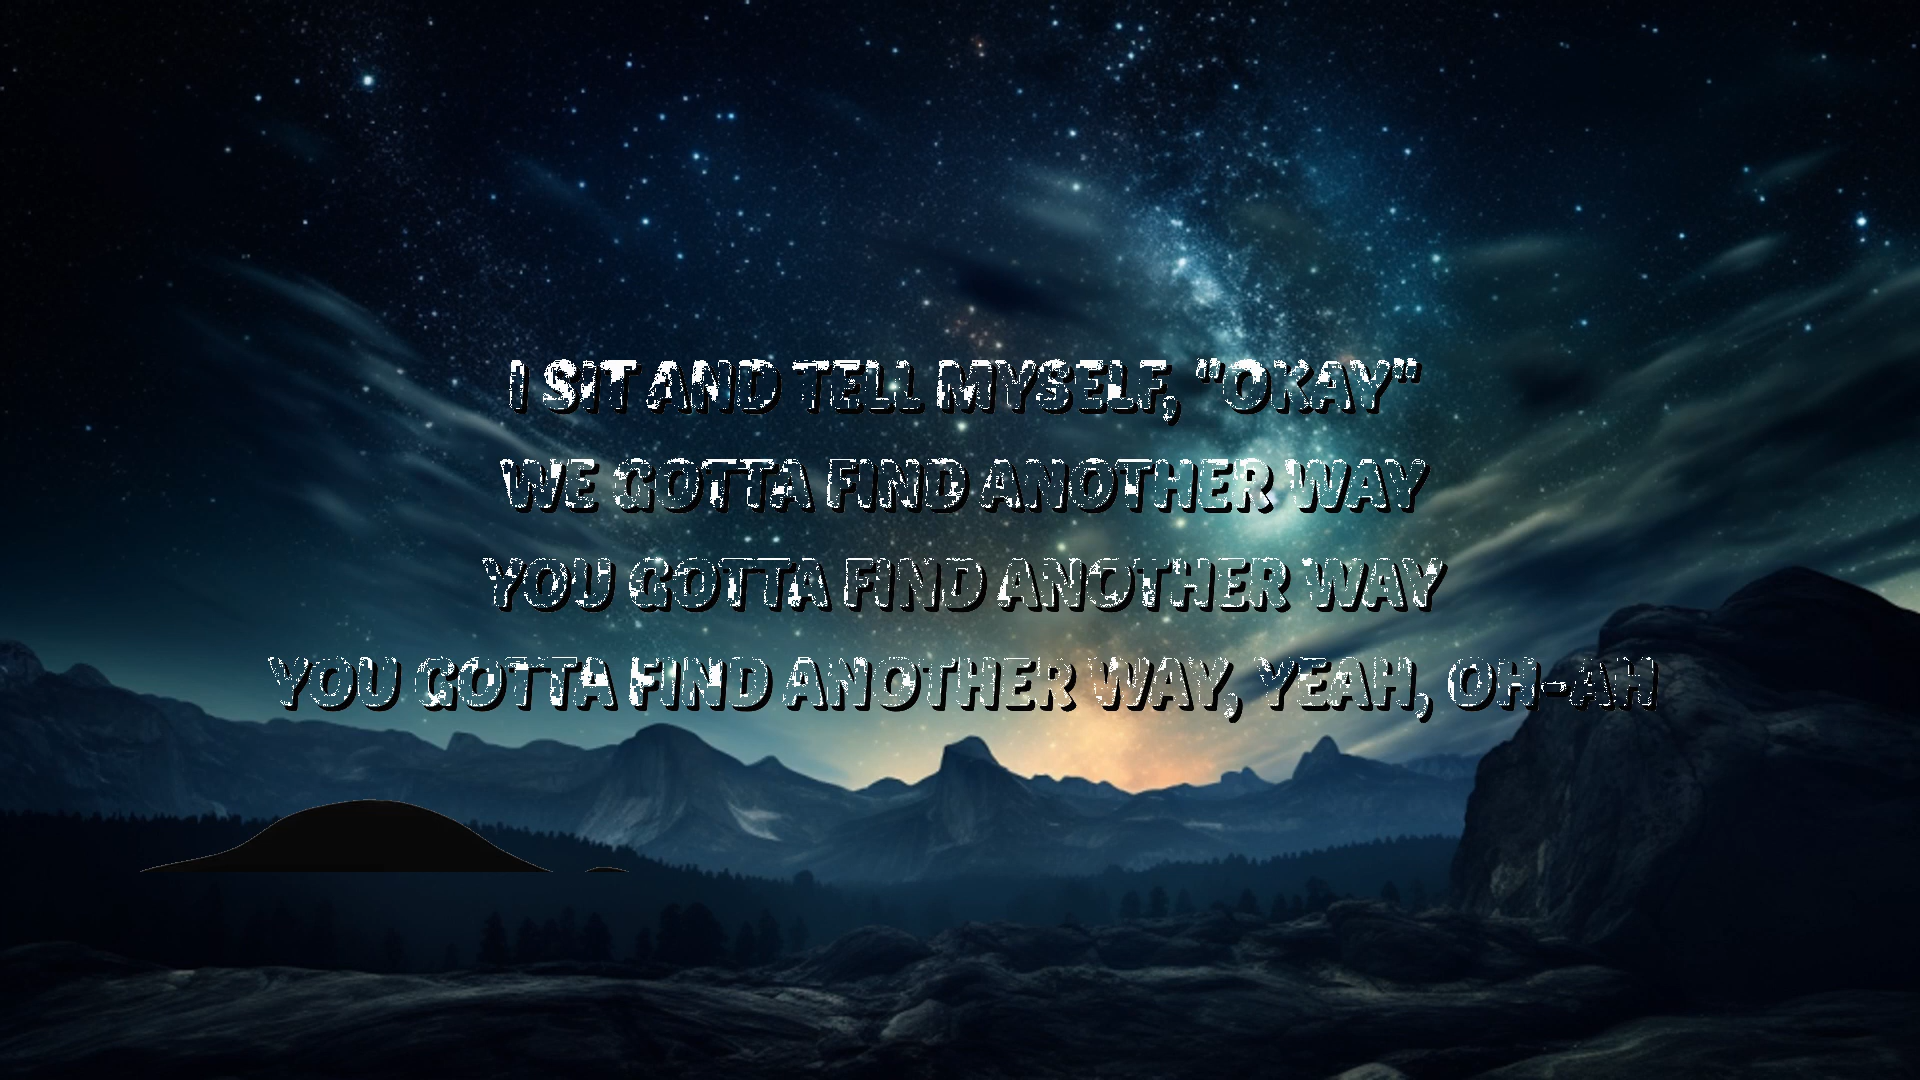 I SIT AND TELL MYSELF, "OKAY"
WE GOTTA FIND ANOTHER WAY
YOU GOTTA FIND ANOTHER WAY
YOU GOTTA FIND ANOTHER WAY, YEAH, OH-AH